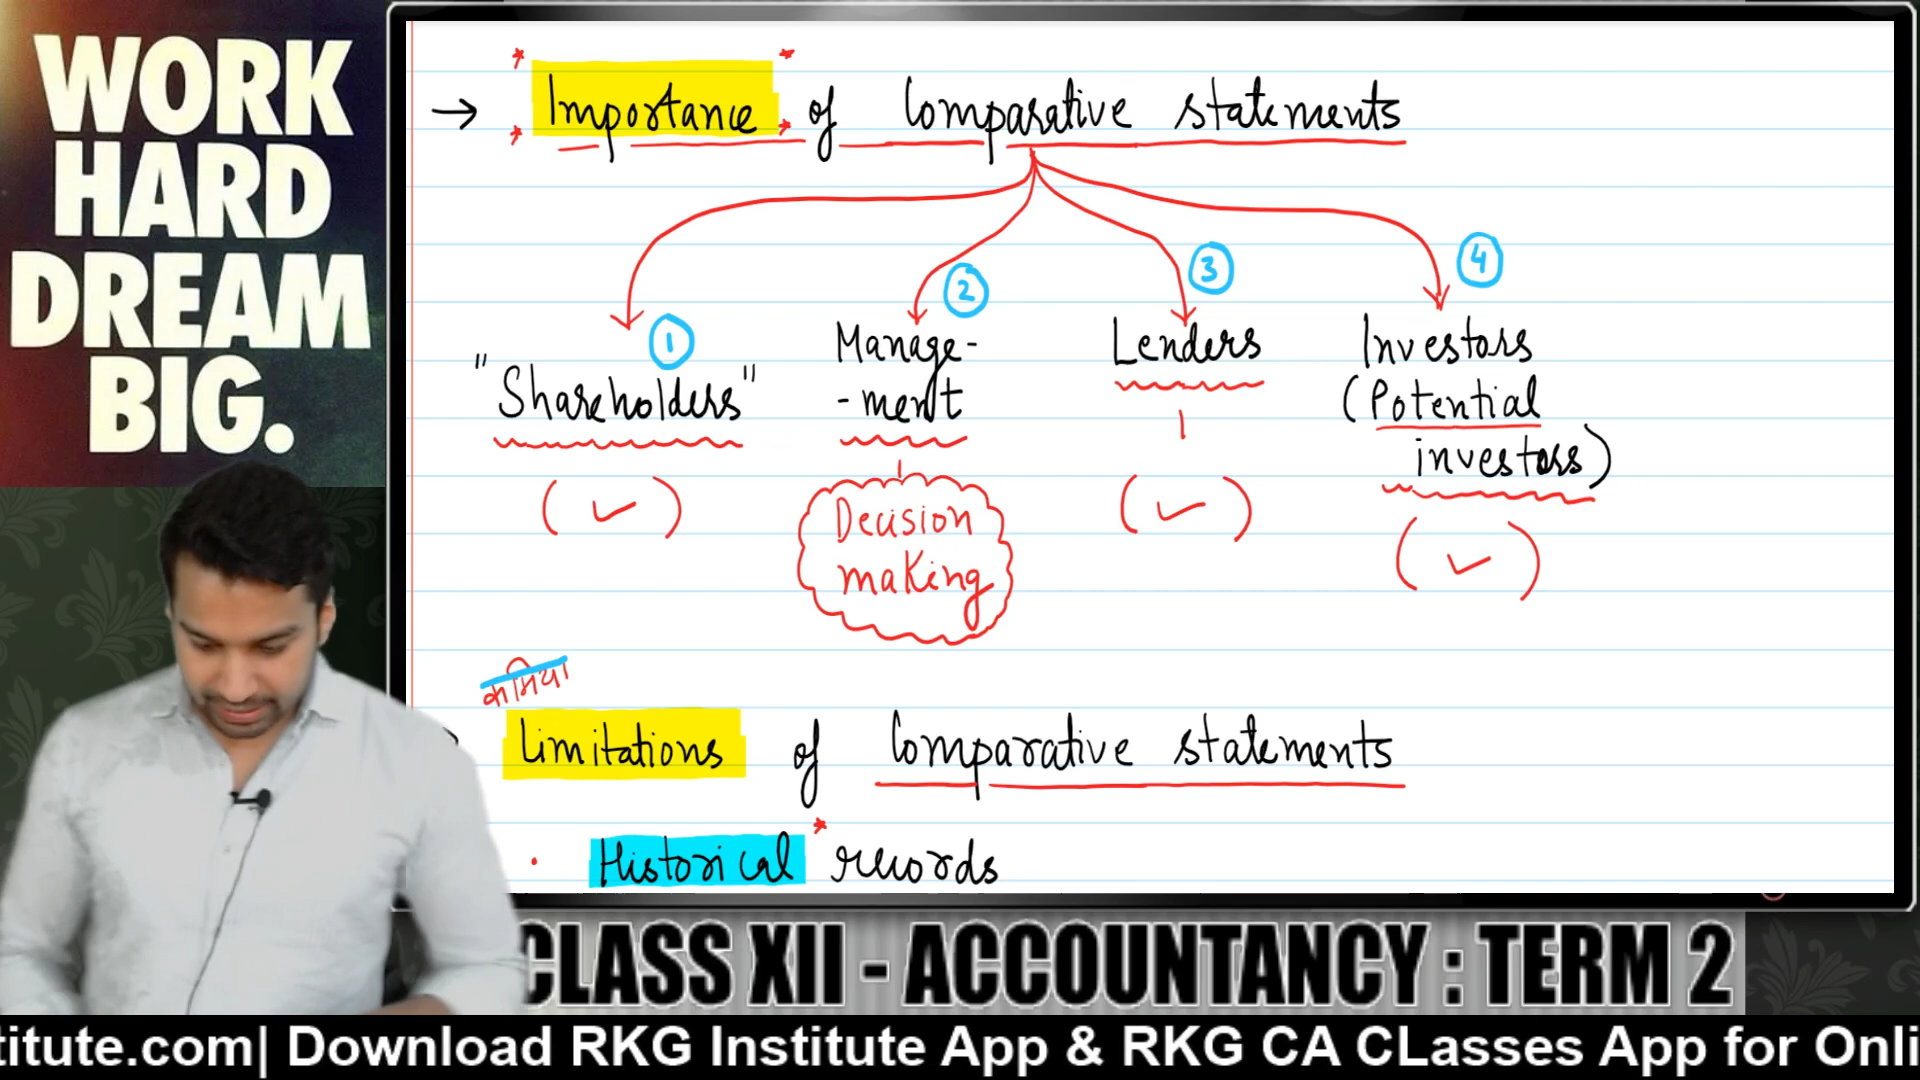 WORK
HARD
DREAM
BIG.
→ Importance of Comparative statements
1
2
3
4
"Shareholders"
Manage-
-ment
Lenders
Investors
(Potential
investors)
Decision
making
कमियां
Limitations of Comparative statements
• Historical records
CLASS XII - ACCOUNTANCY : TERM 2
titute.com| Download RKG Institute App & RKG CA CLasses App for Onli